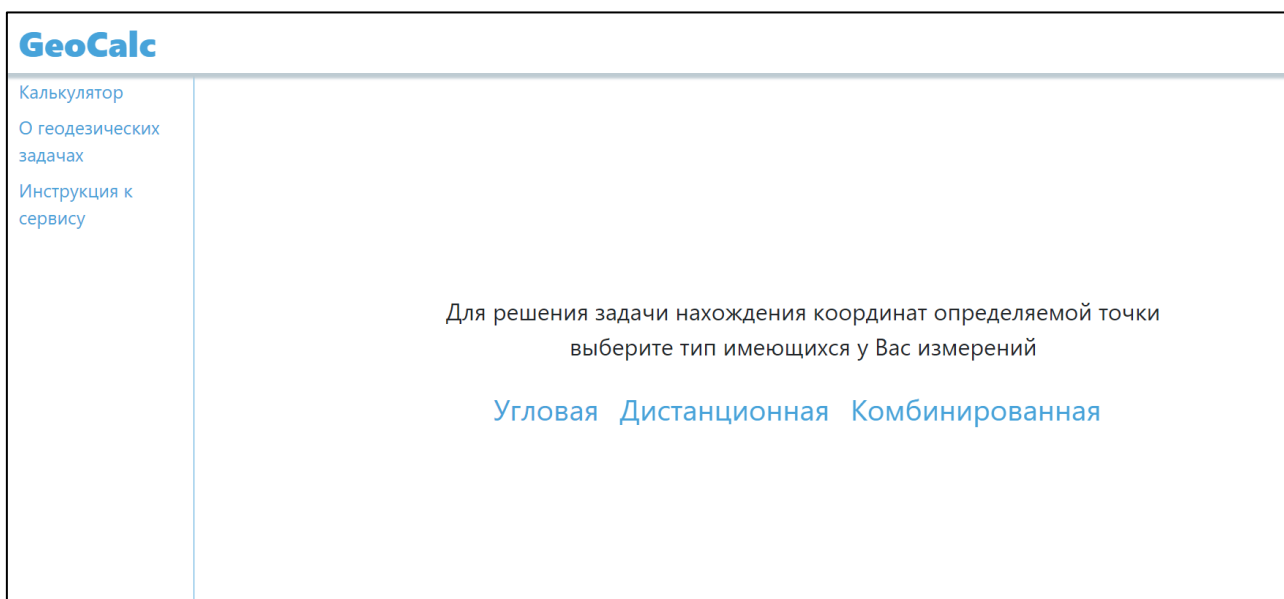 GeoCalc
Калькулятор
О геодезических
задачах
Инструкция к
сервису
Для решения задачи нахождения координат определяемой точки
выберите тип имеющихся у Вас измерений
Угловая Дистанционная Комбинированная